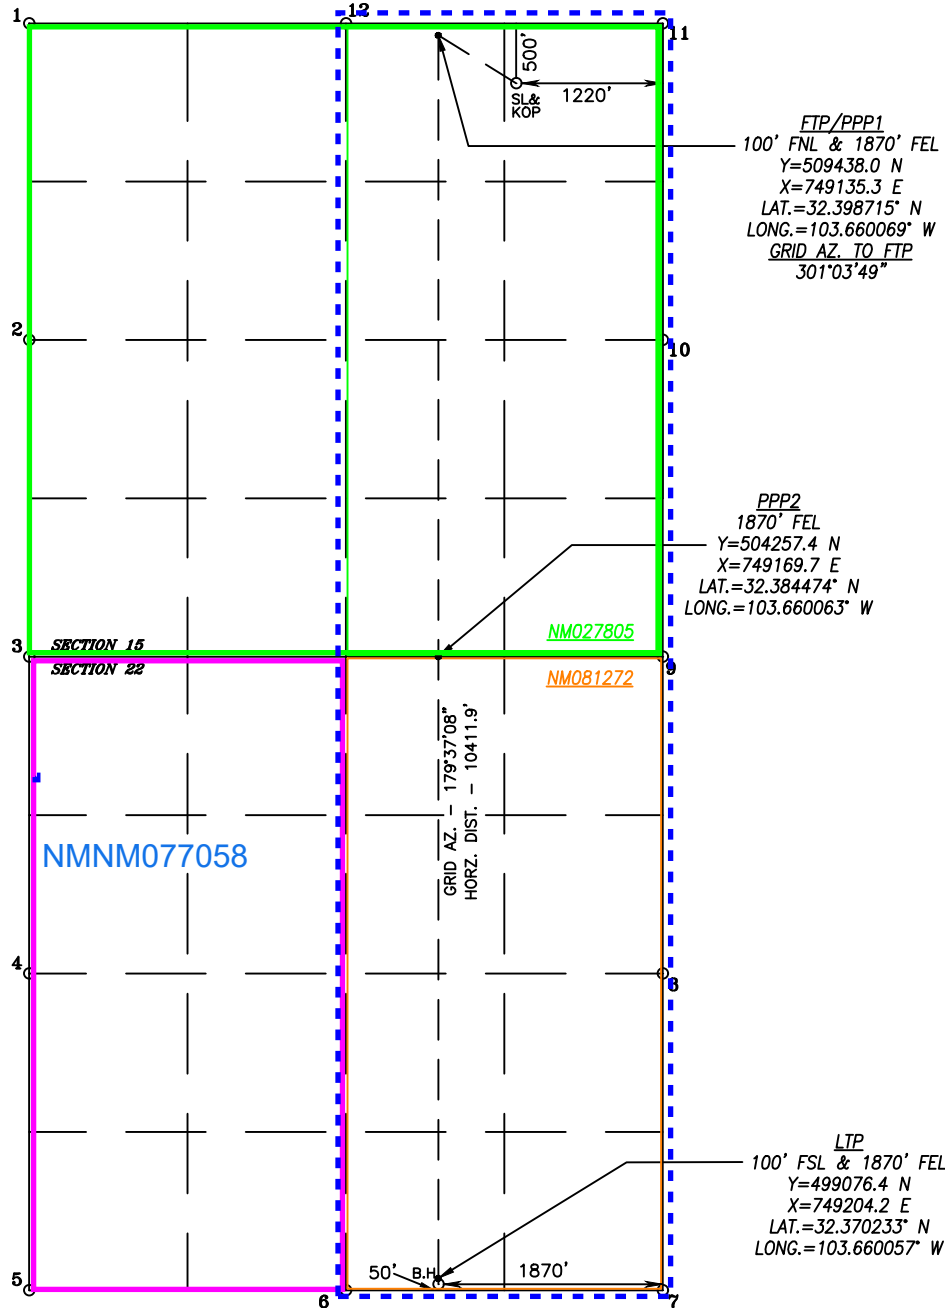 1
12
11
500'
1220'
SL&
KOP
FTP/PPP1
100' FNL & 1870' FEL
Y=509438.0 N
X=749135.3 E
LAT.=32.398715° N
LONG.=103.660069° W
GRID AZ. TO FTP
301°03'49"
2
10
PPP2
1870' FEL
Y=504257.4 N
X=749169.7 E
LAT.=32.384474° N
LONG.=103.660063° W
NM027805
3
SECTION 15
SECTION 22
9
NM081272
GRID AZ. - 179°37'08"
HORZ. DIST. - 10411.9'
NMNM077058
4
8
LTP
100' FSL & 1870' FEL
Y=499076.4 N
X=749204.2 E
LAT.=32.370233° N
LONG.=103.660057° W
50'
B.H.
1870'
5
6
7